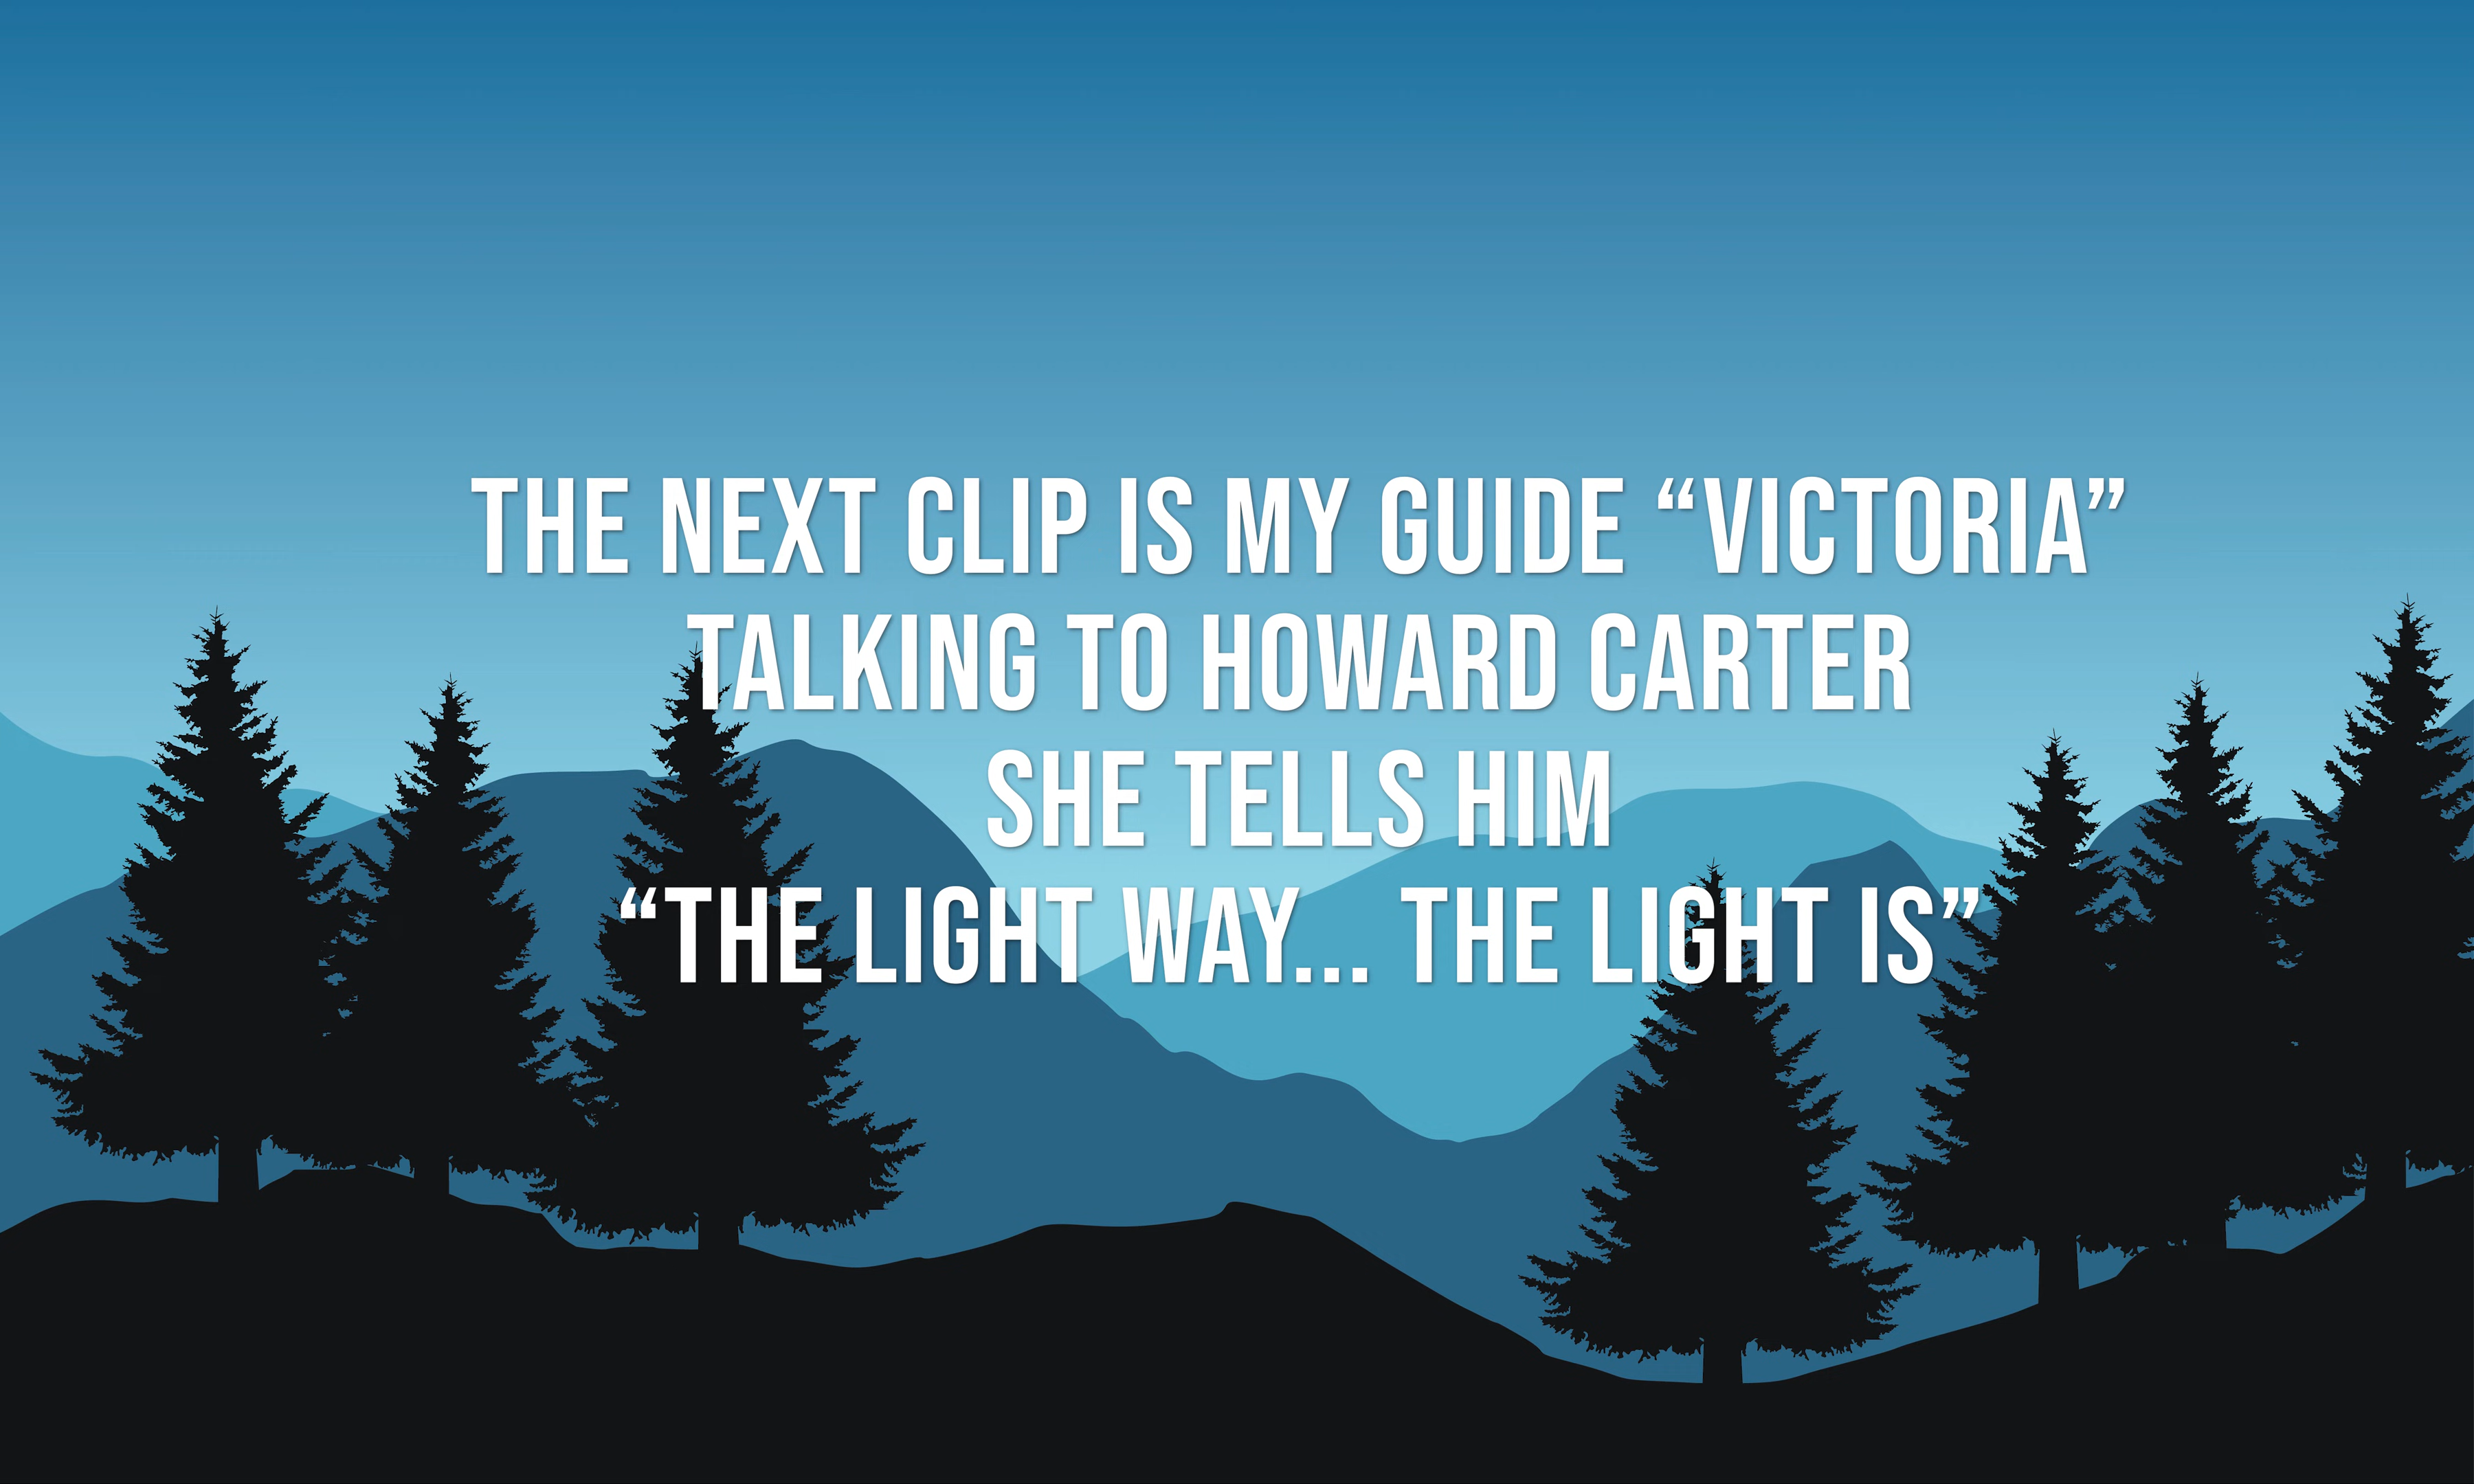 THE NEXT CLIP IS MY GUIDE “VICTORIA”
TALKING TO HOWARD CARTER
SHE TELLS HIM
“THE LIGHT WAY... THE LIGHT IS”